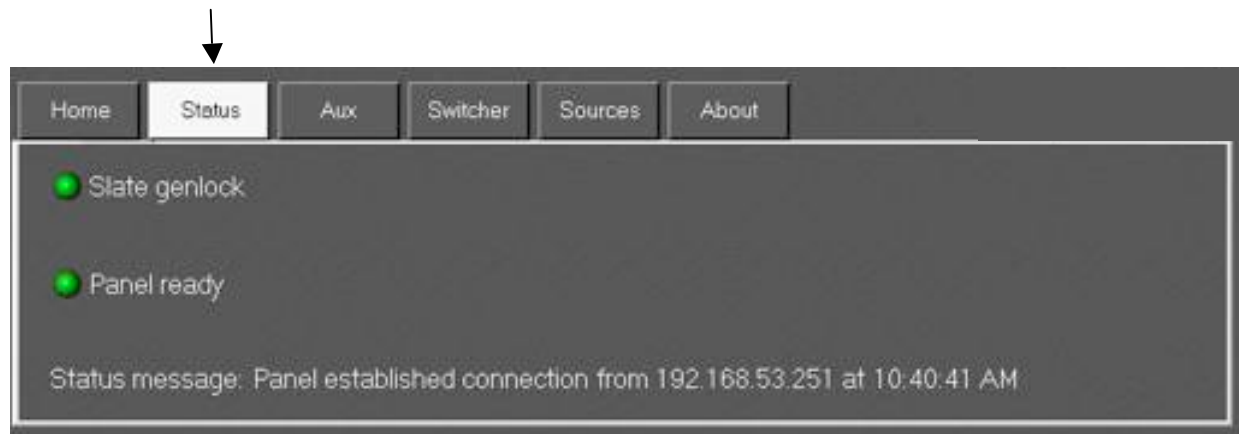 Home Status Aux Switcher Sources About
Slate genlock
Panel ready
Status message: Panel established connection from 192.168.53.251 at 10:40:41 AM